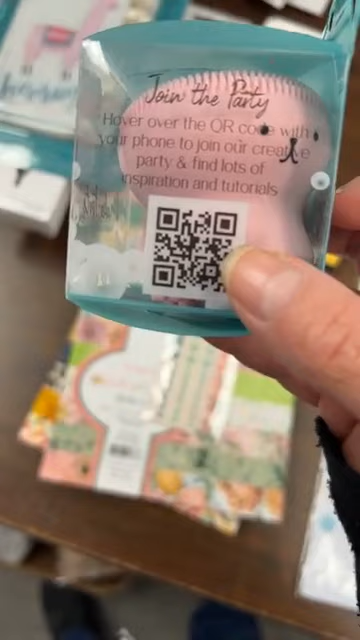 Join the Party
Hover over the QR code with
your phone to join our creative
party & find lots of
inspiration and tutorials